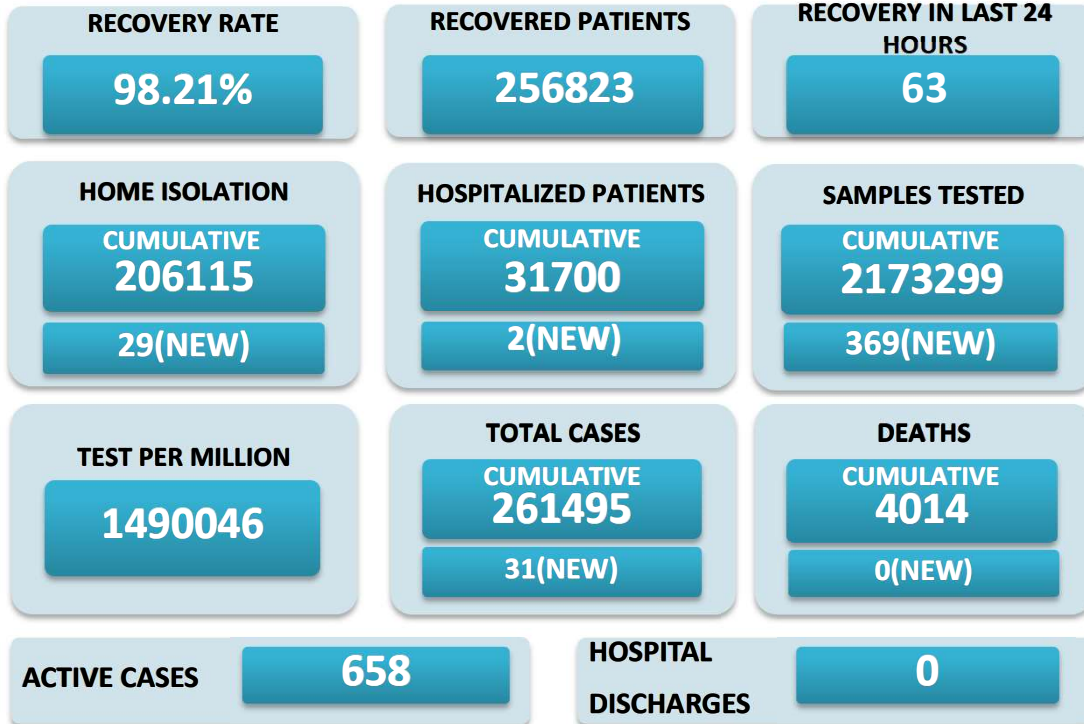 RECOVERY RATE
98.21%
RECOVERED PATIENTS
256823
RECOVERY IN LAST 24
HOURS
63
HOME ISOLATION
CUMULATIVE
206115
29(NEW)
HOSPITALIZED PATIENTS
CUMULATIVE
31700
2(NEW)
SAMPLES TESTED
CUMULATIVE
2173299
369(NEW)
TEST PER MILLION
1490046
TOTAL CASES
CUMULATIVE
261495
31(NEW)
DEATHS
CUMULATIVE
4014
0(NEW)
ACTIVE CASES
658
HOSPITAL
DISCHARGES
0